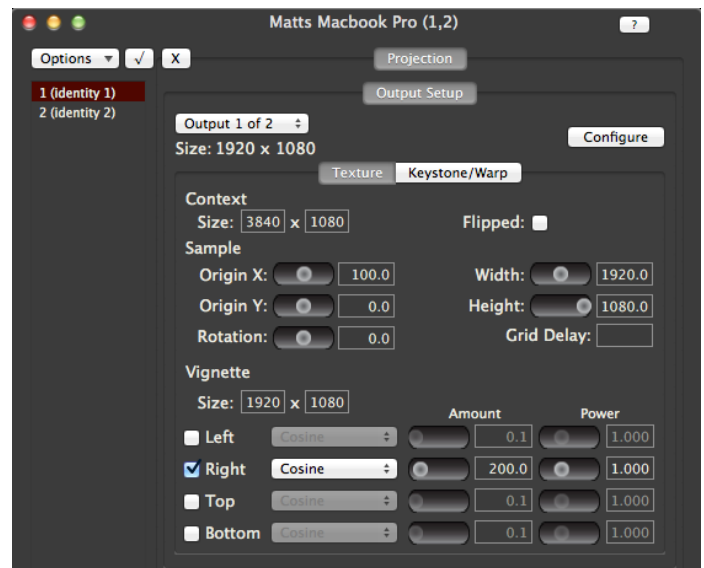 Matts Macbook Pro (1,2) ?
Options ▼ √ X Projection
1 (identity 1)
2 (identity 2)
Output Setup
Output 1 of 2
Configure
Size: 1920 x 1080
Texture Keystone/Warp
Context
Size: 3840 x 1080 Flipped:
Sample
Origin X: 100.0 Width: 1920.0
Origin Y: 0.0 Height: 1080.0
Rotation: 0.0 Grid Delay:
Vignette
Size: 1920 x 1080
Amount Power
Left Cosine 0.1 1.000
Right Cosine 200.0 1.000
Top Cosine 0.1 1.000
Bottom Cosine 0.1 1.000